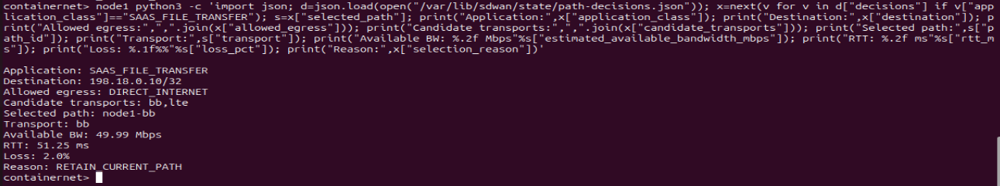 containernet> node1 python3 -c 'import json; d=json.load(open("/var/lib/sdwan/state/path-decisions.json")); x=next(v for v in d["decisions"] if v["app
lication_class"]=="SAAS_FILE_TRANSFER"); s=x["selected_path"]; print("Application:",x["application_class"]); print("Destination:",x["destination"]); p
rint("Allowed egress:",",".join(x["allowed_egress"])); print("Candidate transports:",",".join(x["candidate_transports"])); print("Selected path:",s["p
ath_id"]); print("Transport:",s["transport"]); print("Available BW: %.2f Mbps"%s["estimated_available_bandwidth_mbps"]); print("RTT: %.2f ms"%s["rtt_m
s"]); print("Loss: %.1f%%"%s["loss_pct"]); print("Reason:",x["selection_reason"])'
Application: SAAS_FILE_TRANSFER
Destination: 198.18.0.10/32
Allowed egress: DIRECT_INTERNET
Candidate transports: bb,lte
Selected path: node1-bb
Transport: bb
Available BW: 49.99 Mbps
RTT: 51.25 ms
Loss: 2.0%
Reason: RETAIN_CURRENT_PATH
containernet>